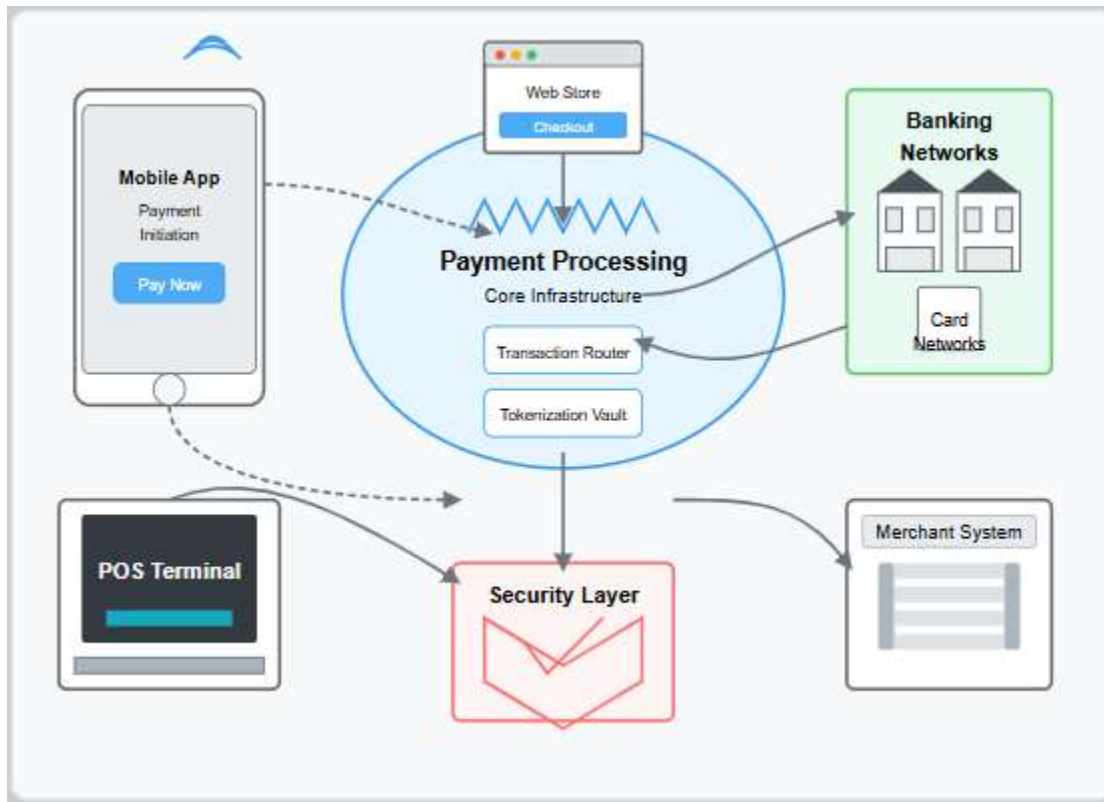 Web Store
Checkout
Mobile App
Payment
Initiation
Pay Now
Payment Processing
Core Infrastructure
Transaction Router
Tokenization Vault
Banking
Networks
Card
Networks
POS Terminal
Security Layer
Merchant System